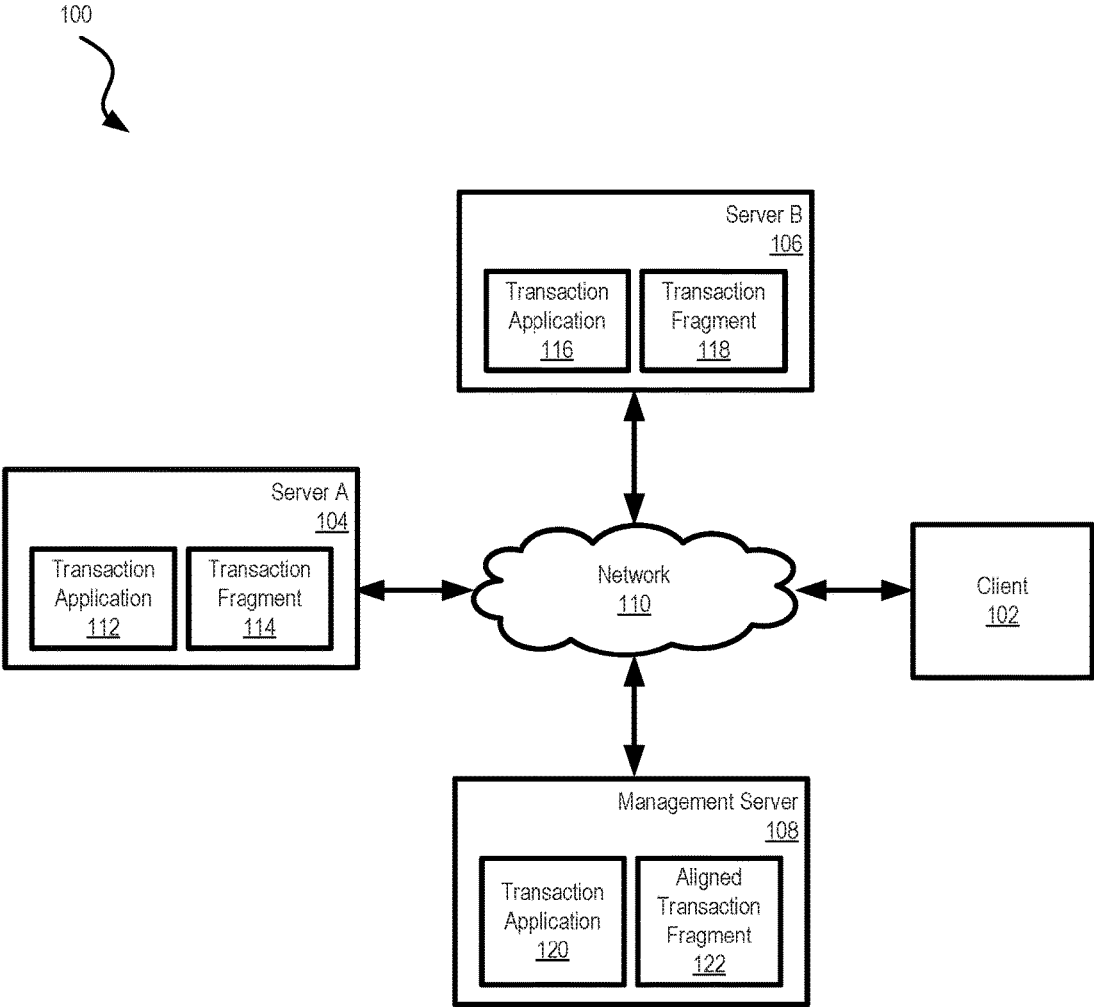 100
Server B
106
Transaction
Application
116
Transaction
Fragment
118
Server A
104
Transaction
Application
112
Transaction
Fragment
114
Network
110
Client
102
Management Server
108
Transaction
Application
120
Aligned
Transaction
Fragment
122